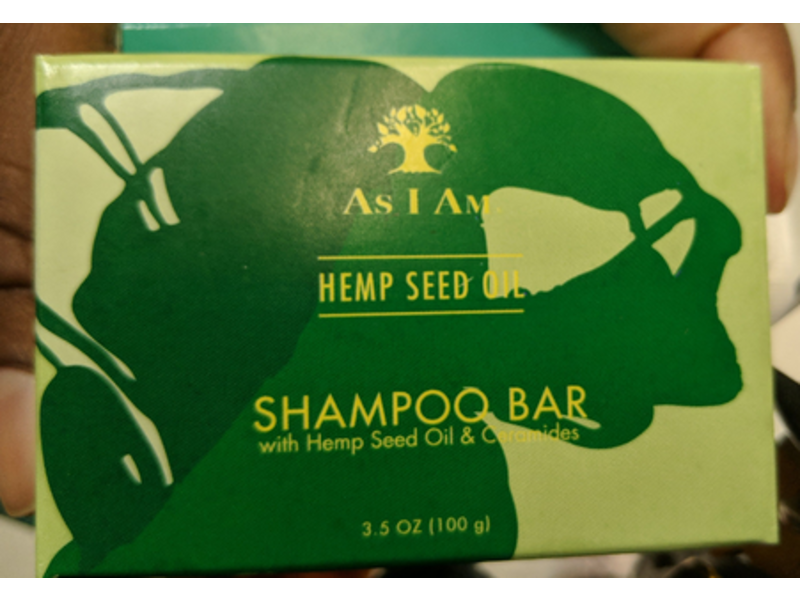 As I Am
HEMP SEED OIL
SHAMPOO BAR
with Hemp Seed Oil & Ceramides
3.5 OZ (100 g)